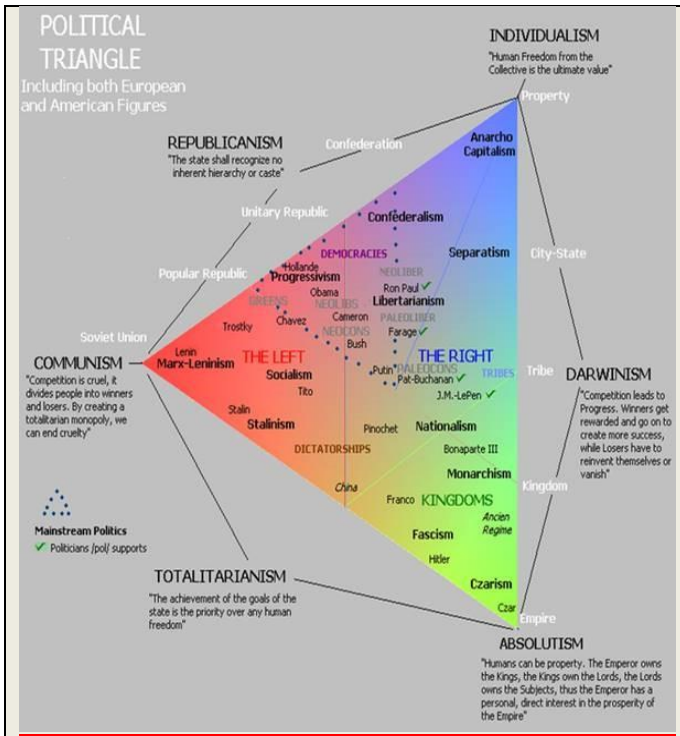 POLITICAL
TRIANGLE
Including both European
and American Figures
INDIVIDUALISM
"Human Freedom from the
Collective is the ultimate value"
Property
REPUBLICANISM
"The state shall recognize no
inherent hierarchy or caste"
Confederation
Anarcho
Capitalism
Unitary Republic
Confederalism
DEMOCRACIES
Separatism
City-State
Popular Republic
Hollande
Progressivism
NEOLIBER
Ron Paul
Obama
GREENS
NEOLIBS
Libertarianism
Cameron
PALEOLIBER
Chavez
Trostky
NEOCONS
Farage
Bush
Soviet Union
Lenin
Marx-Leninism
THE LEFT
THE RIGHT
COMMUNISM
"Competition is cruel, it
divides people into winners
and losers. By creating a
totalitarian monopoly, we
can end cruelty"
Socialism
Putin
PALEOCONS
Pat-Buchanan
TRIBES
Tribe
DARWINISM
"Competition leads to
Progress. Winners get
rewarded and go on to
create more success,
while Losers have to
reinvent themselves or
vanish"
Tito
J.M.-LePen
Stalin
Stalinism
Pinochet
Nationalism
DICTATORSHIPS
Bonaparte III
Monarchism
China
Kingdom
Franco
KINGDOMS
Ancien
Regime
Mainstream Politics
Politicians /pol/ supports
Fascism
Hitler
TOTALITARIANISM
"The achievement of the goals of the
state is the priority over any human
freedom"
Czarism
Czar
Empire
ABSOLUTISM
"Humans can be property. The Emperor owns
the Kings, the Kings own the Lords, the Lords
owns the Subjects, thus the Emperor has a
personal, direct interest in the prosperity of
the Empire"